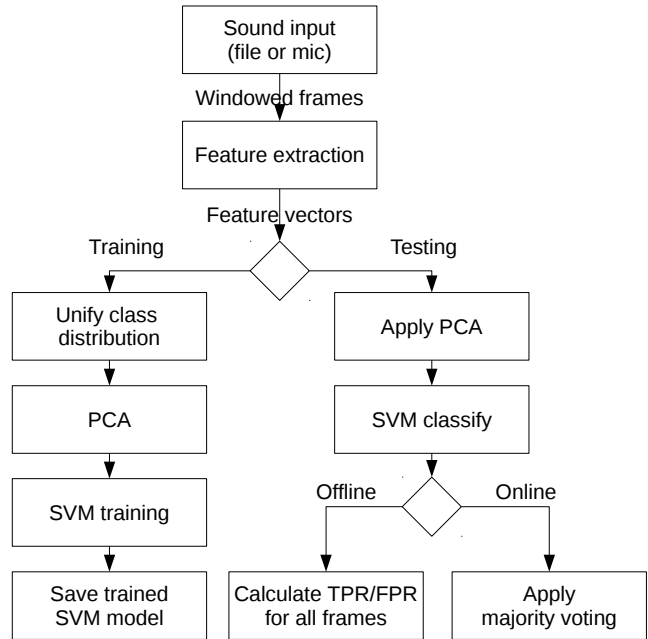 Sound input
(file or mic)
Windowed frames
Feature extraction
Feature vectors
Training
Testing
Unify class
distribution
Apply PCA
PCA
SVM classify
Offline
Online
SVM training
Save trained
SVM model
Calculate TPR/FPR
for all frames
Apply
majority voting